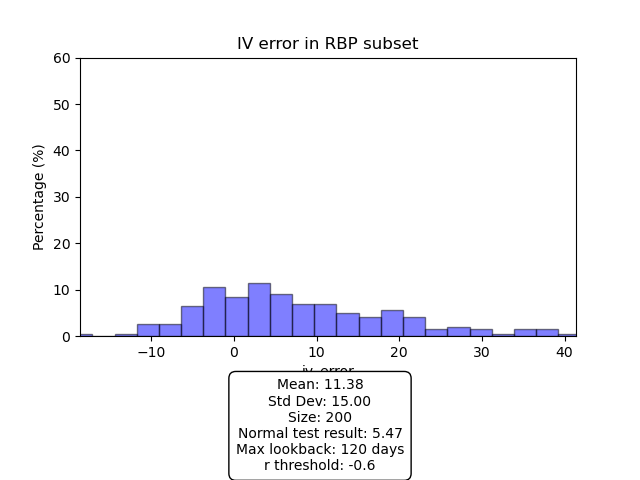 IV error in RBP subset
Percentage (%)
60
50
40
30
20
10
0
−10 0 10 20 30 40
iv_error
Mean: 11.38
Std Dev: 15.00
Size: 200
Normal test result: 5.47
Max lookback: 120 days
r threshold: -0.6